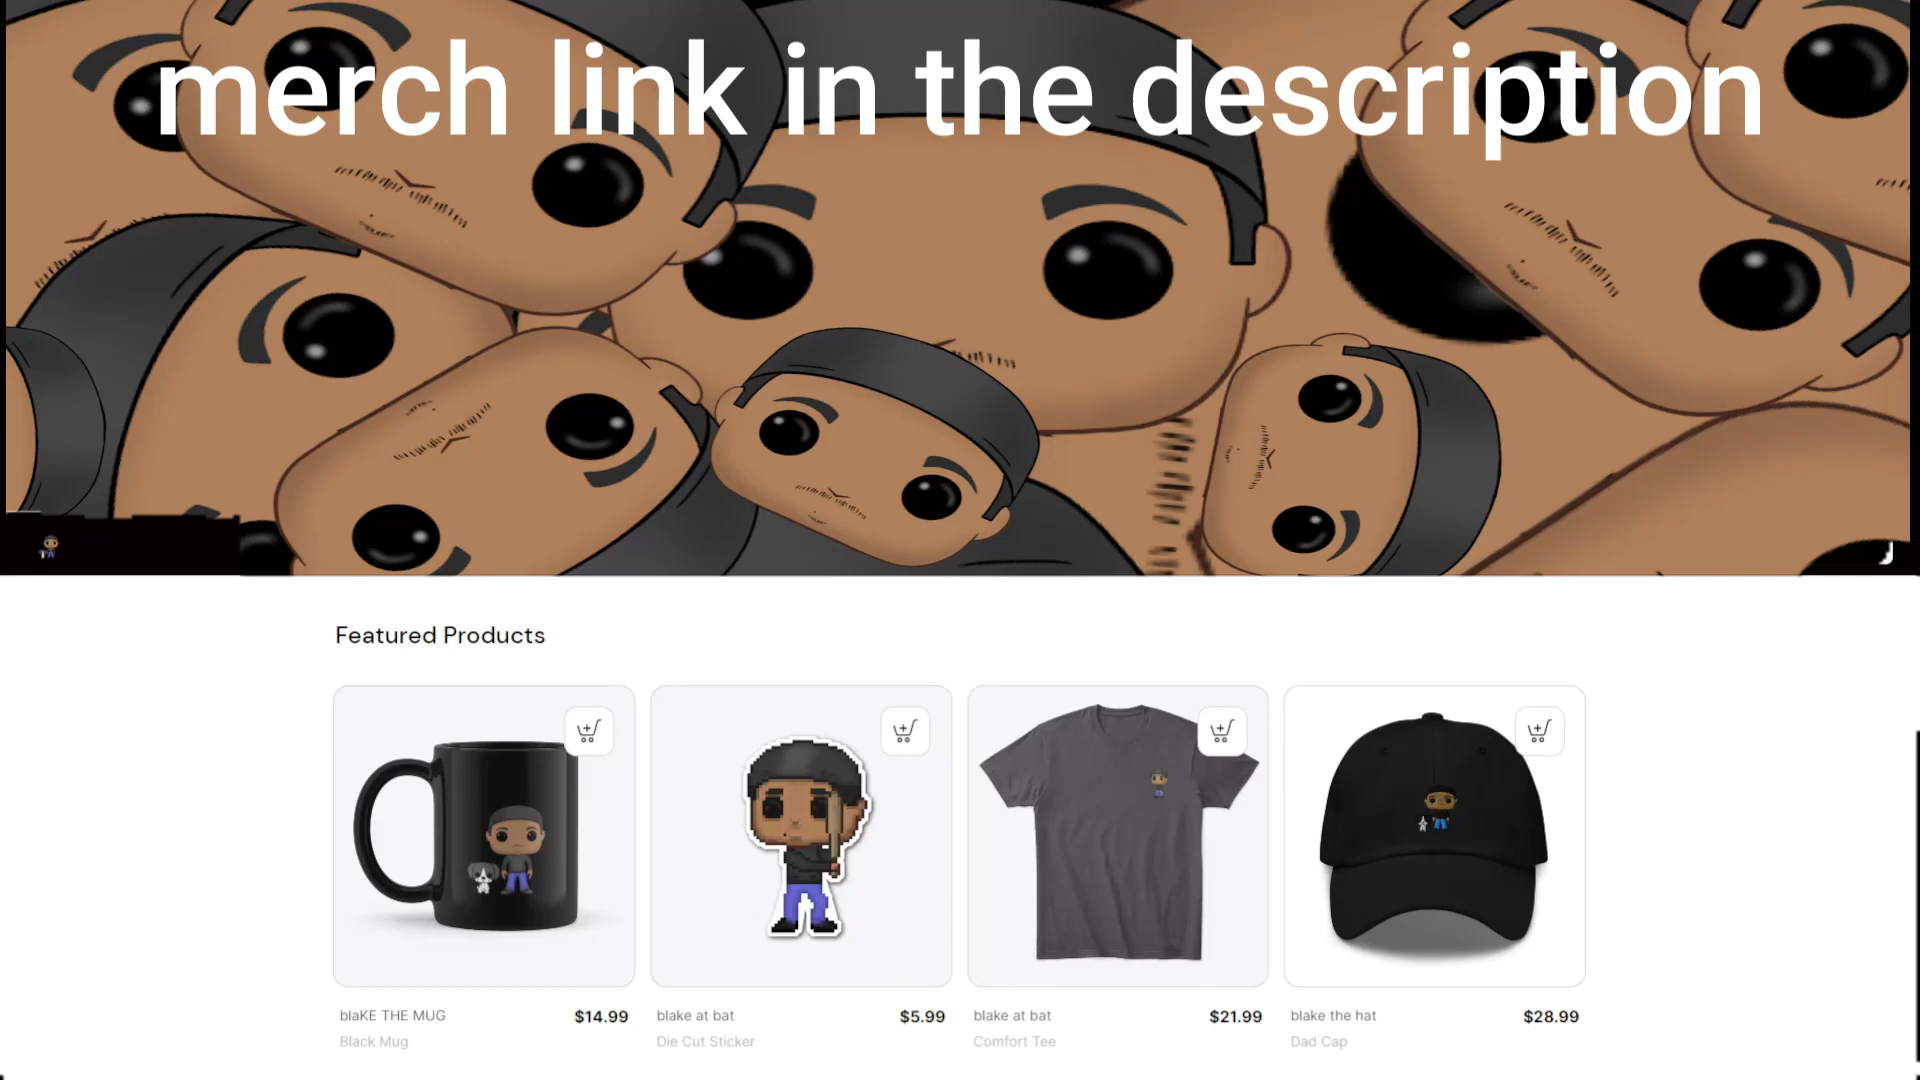 merch link in the description
Featured Products
blaKE THE MUG $14.99
Black Mug
blake at bat $5.99
Die Cut Sticker
blake at bat $21.99
Comfort Tee
blake the hat $28.99
Dad Cap